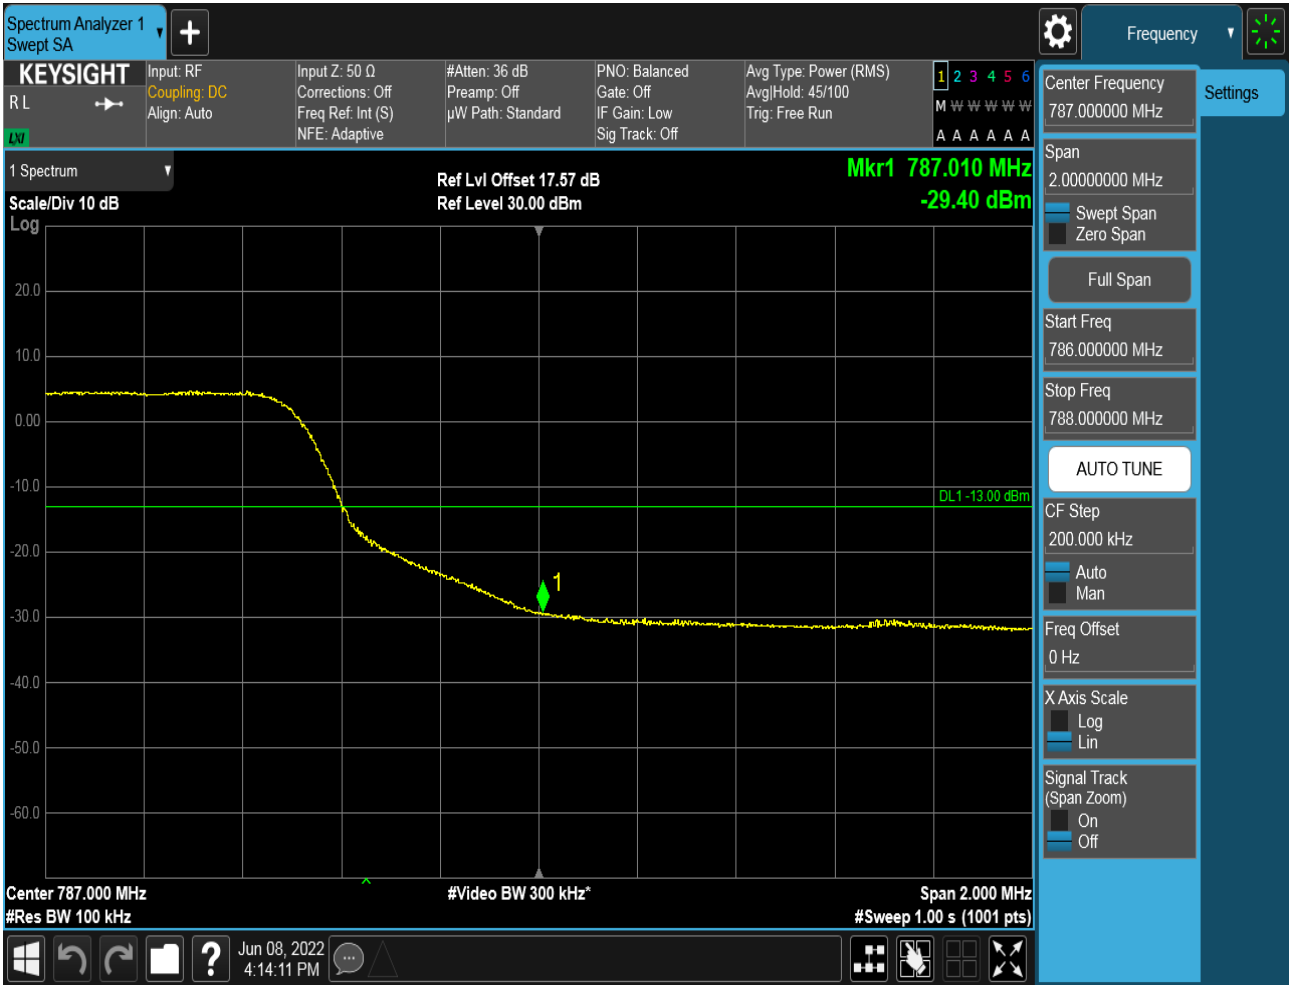 Spectrum Analyzer 1
Swept SA
Frequency
KEYSIGHT
R L
LXI
Input: RF
Coupling: DC
Align: Auto
Input Z: 50 Ω
Corrections: Off
Freq Ref: Int (S)
NFE: Adaptive
#Atten: 36 dB
Preamp: Off
µW Path: Standard
PNO: Balanced
Gate: Off
IF Gain: Low
Sig Track: Off
Avg Type: Power (RMS)
Avg|Hold: 45/100
Trig: Free Run
1 2 3 4 5 6
M W W W W W
A A A A A A
1 Spectrum
Scale/Div 10 dB
Log
Ref Lvl Offset 17.57 dB
Ref Level 30.00 dBm
Mkr1 787.010 MHz
-29.40 dBm
20.0
10.0
0.00
-10.0
-20.0
-30.0
-40.0
-50.0
-60.0
DL1 -13.00 dBm
1
Center 787.000 MHz
#Res BW 100 kHz
#Video BW 300 kHz*
Span 2.000 MHz
#Sweep 1.00 s (1001 pts)
Center Frequency
787.000000 MHz
Settings
Span
2.00000000 MHz
Swept Span
Zero Span
Full Span
Start Freq
786.000000 MHz
Stop Freq
788.000000 MHz
AUTO TUNE
CF Step
200.000 kHz
Auto
Man
Freq Offset
0 Hz
X Axis Scale
Log
Lin
Signal Track
(Span Zoom)
On
Off
?
Jun 08, 2022
4:14:11 PM